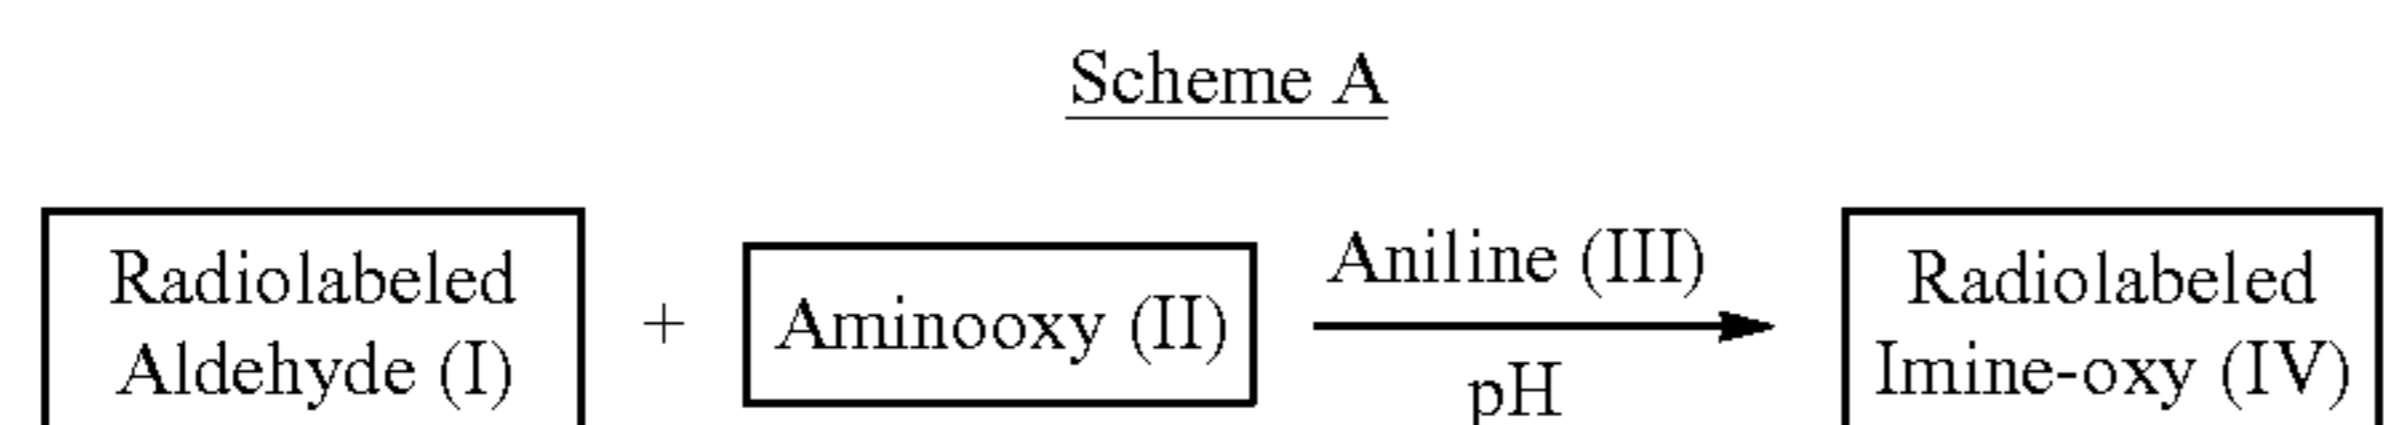 Scheme A
Radiolabeled
Aldehyde (I)
+
Aminooxy (II)
Aniline (III)
pH
Radiolabeled
Imine-oxy (IV)